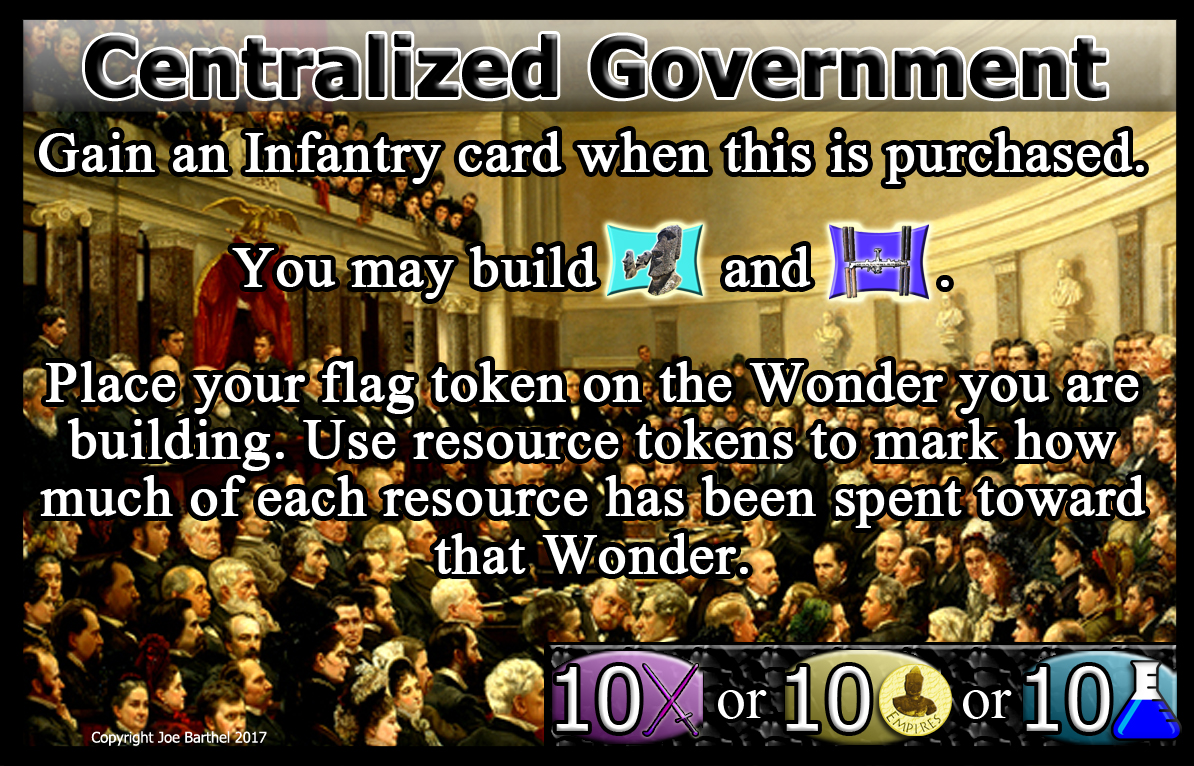 Centralized Government
Gain an Infantry card when this is purchased.
You may build and .
Place your flag token on the Wonder you are
building. Use resource tokens to mark how
much of each resource has been spent toward
that Wonder.
10 or 10 EMPIRES or 10
Copyright Joe Barthel 2017